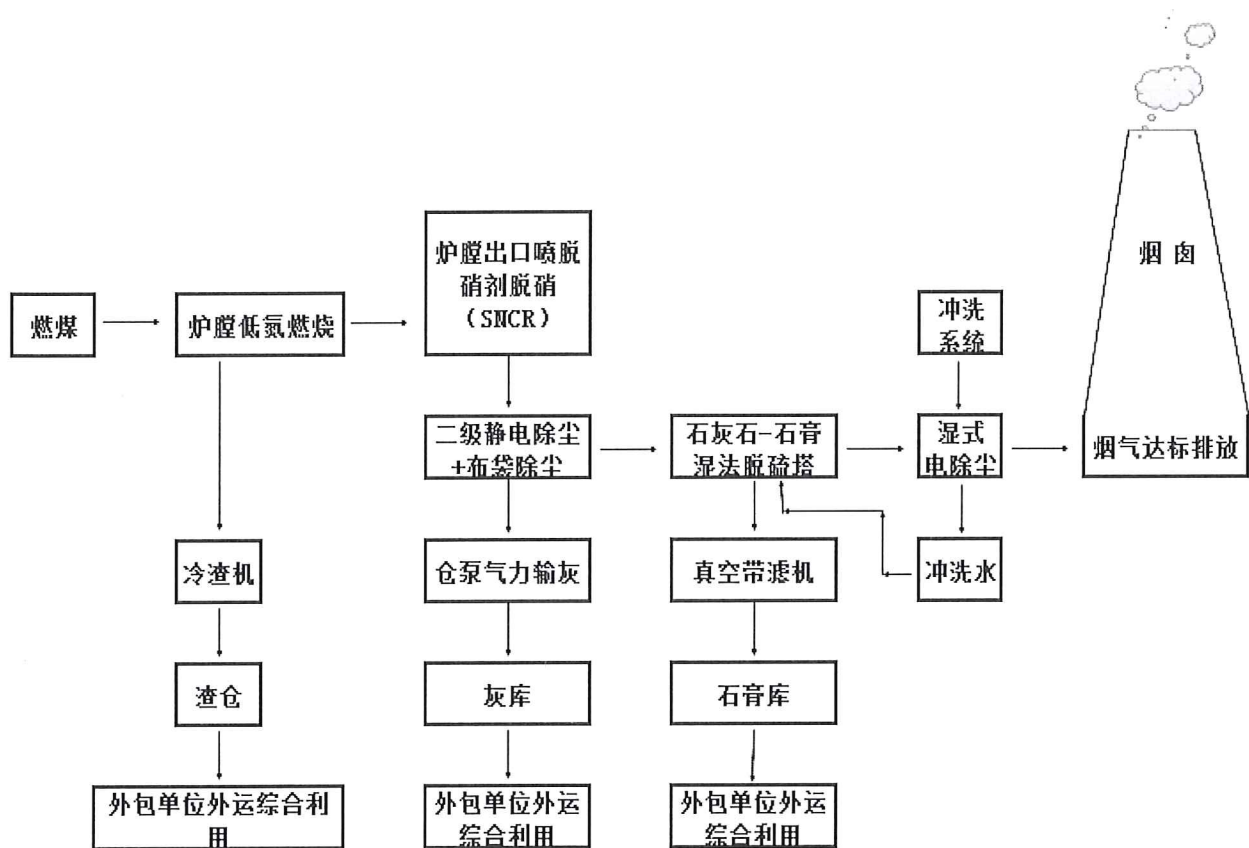 炉膛出口喷脱
硝剂脱硝
（SNCR）
烟 囱
燃煤
炉膛低氮燃烧
冲洗
系统
二级静电除尘
+布袋除尘
石灰石-石膏
湿法脱硫塔
湿式
电除尘
烟气达标排放
冷渣机
仓泵气力输灰
真空带滤机
冲洗水
渣仓
灰库
石膏库
外包单位外运综合利
用
外包单位外运
综合利用
外包单位外运
综合利用